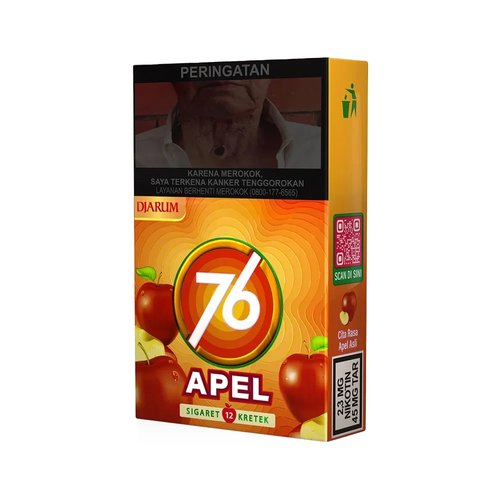 PERINGATAN
KARENA MEROKOK,
SAYA TERKENA KANKER TENGGOROKAN
LAYANAN BERHENTI MEROKOK (0800-177-6565)
DJARUM
76
APEL
SIGARET 12 KRETEK
SCAN DI SINI
Cita Rasa
Apel Asli
2.3 MG
NIKOTIN
45 MG TAR